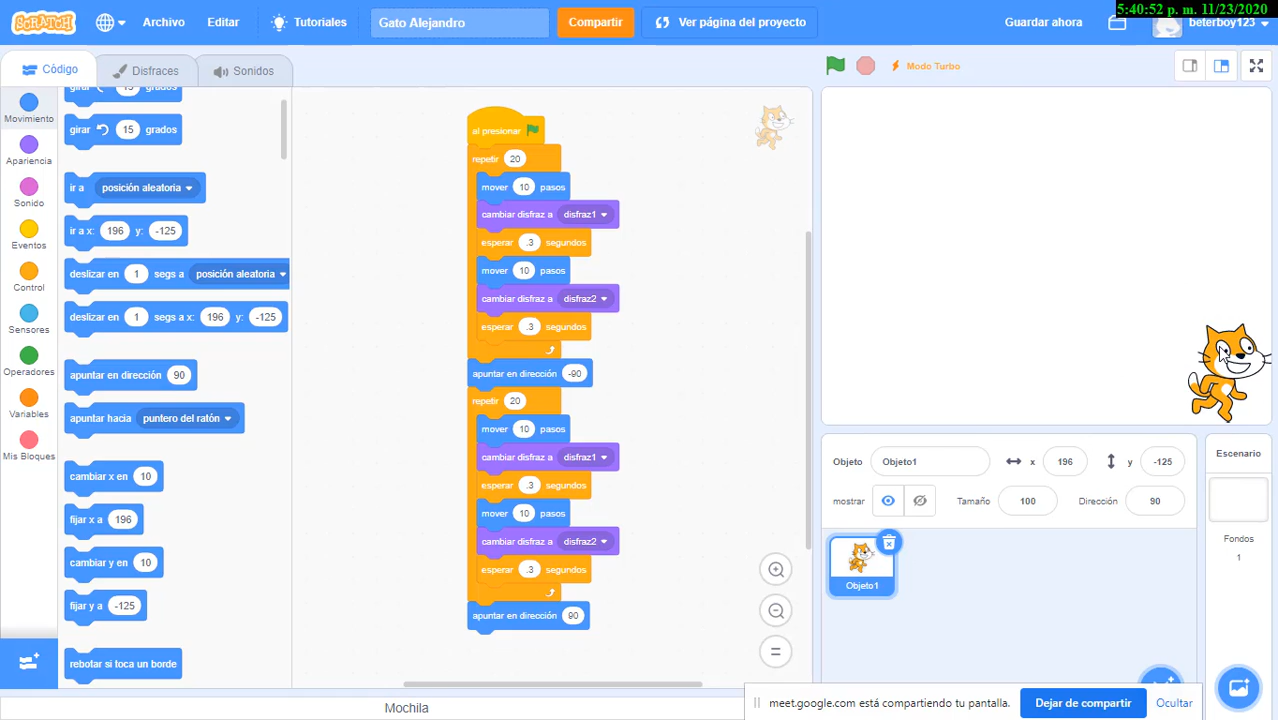 5:40:52 p. m. 11/23/2020
SCRATCH
Archivo
Editar
Tutoriales
Gato Alejandro
Compartir
Ver página del proyecto
Guardar ahora
beterboy123
Código
Disfraces
Sonidos
Modo Turbo
Movimiento
Apariencia
Sonido
Eventos
Control
Sensores
Operadores
Variables
Mis Bloques
girar 15 grados
girar 15 grados
ir a posición aleatoria
ir a x: 196 y: -125
deslizar en 1 segs a posición aleatoria
deslizar en 1 segs a x: 196 y: -125
apuntar en dirección 90
apuntar hacia puntero del ratón
cambiar x en 10
fijar x a 196
cambiar y en 10
fijar y a -125
rebotar si toca un borde
al presionar
repetir 20
mover 10 pasos
cambiar disfraz a disfraz1
esperar .3 segundos
mover 10 pasos
cambiar disfraz a disfraz2
esperar .3 segundos
apuntar en dirección -90
repetir 20
mover 10 pasos
cambiar disfraz a disfraz1
esperar .3 segundos
mover 10 pasos
cambiar disfraz a disfraz2
esperar .3 segundos
apuntar en dirección 90
Objeto Objeto1 x 196 y -125
mostrar Tamaño 100 Dirección 90
Objeto1
Escenario
Fondos
1
Mochila
meet.google.com está compartiendo tu pantalla.
Dejar de compartir
Ocultar